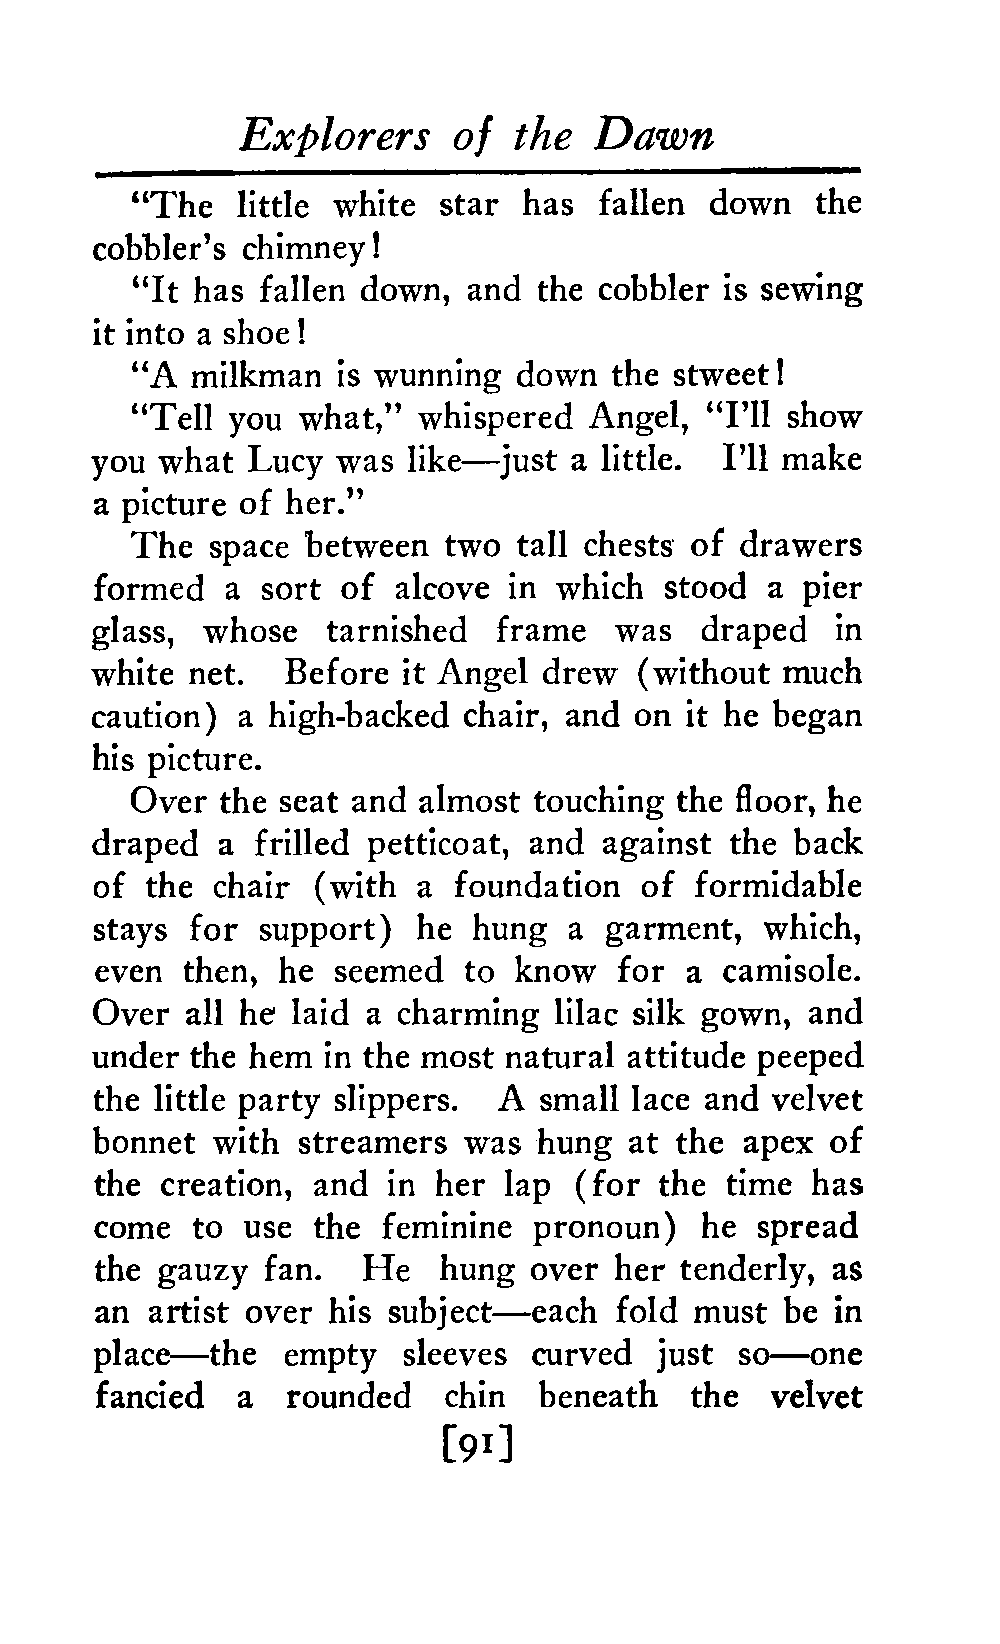 Explorers of the Dawn
“The little white star has fallen down the
cobbler’s chimney!
“It has fallen down, and the cobbler is sewing
it into a shoe!
“A milkman is wunning down the stweet!
“Tell you what,” whispered Angel, “I’ll show
you what Lucy was like—just a little. I’ll make
a picture of her.”
The space between two tall chests of drawers
formed a sort of alcove in which stood a pier
glass, whose tarnished frame was draped in
white net. Before it Angel drew (without much
caution) a high-backed chair, and on it he began
his picture.
Over the seat and almost touching the floor, he
draped a frilled petticoat, and against the back
of the chair (with a foundation of formidable
stays for support) he hung a garment, which,
even then, he seemed to know for a camisole.
Over all he laid a charming lilac silk gown, and
under the hem in the most natural attitude peeped
the little party slippers. A small lace and velvet
bonnet with streamers was hung at the apex of
the creation, and in her lap (for the time has
come to use the feminine pronoun) he spread
the gauzy fan. He hung over her tenderly, as
an artist over his subject—each fold must be in
place—the empty sleeves curved just so—one
fancied a rounded chin beneath the velvet
[91]